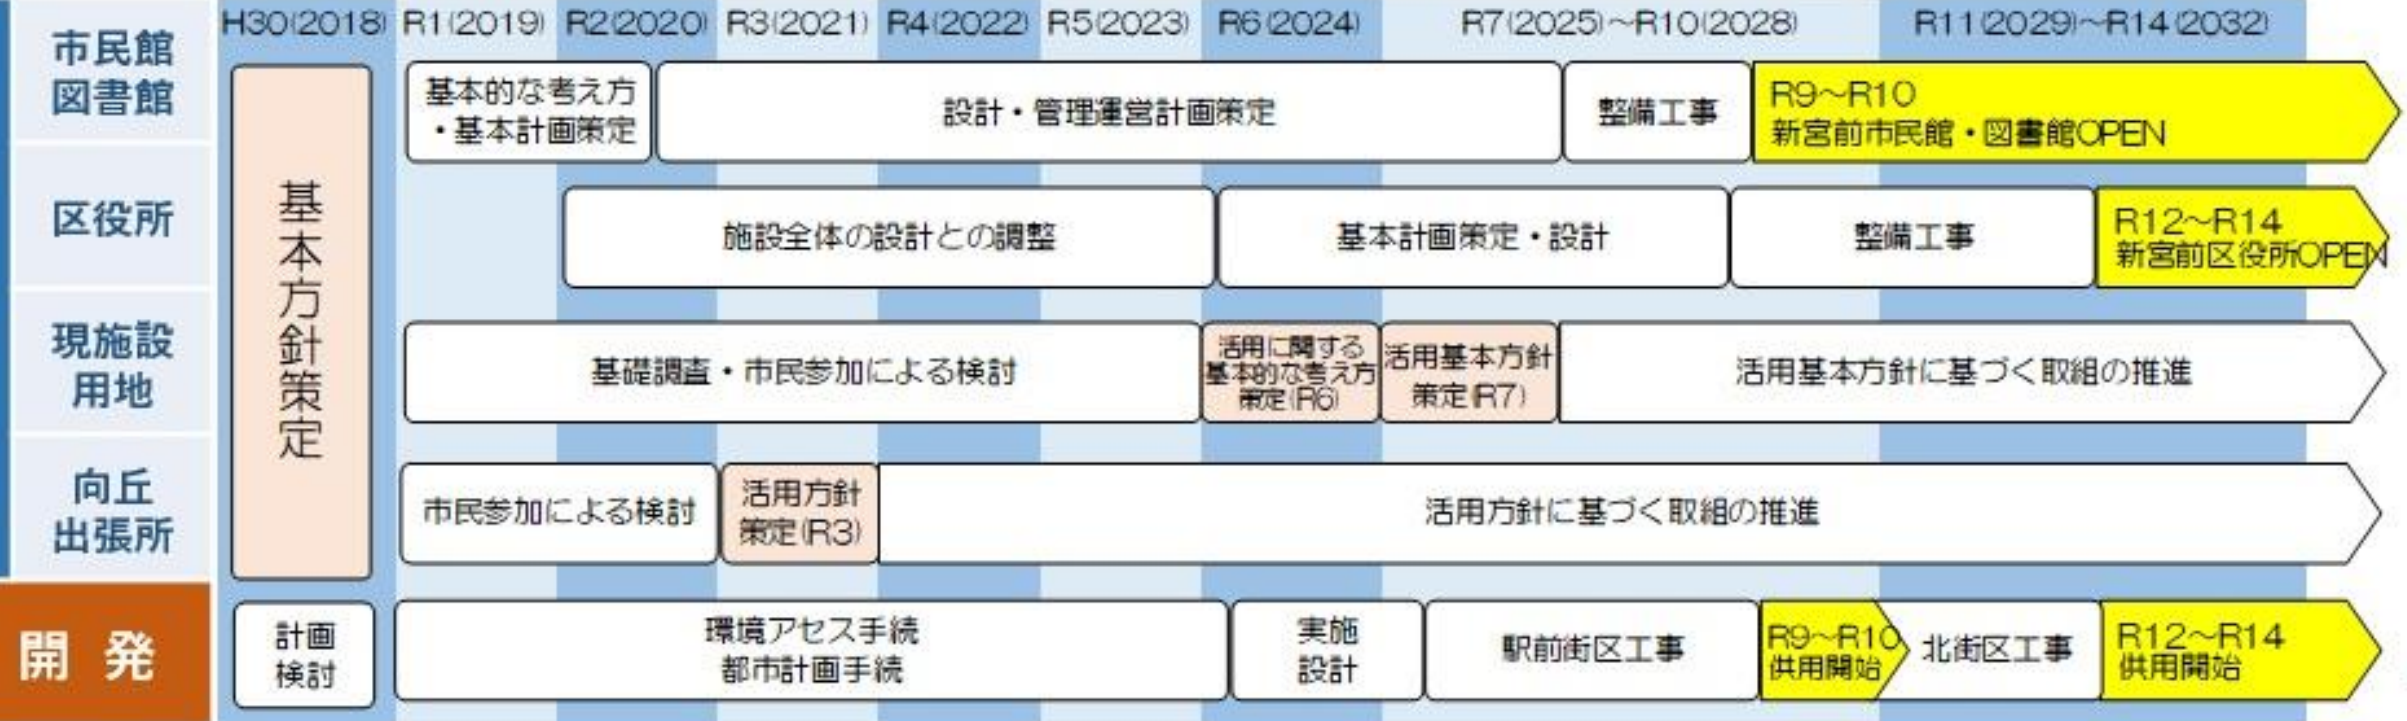 H30(2018) R1(2019) R2(2020) R3(2021) R4(2022) R5(2023) R6(2024) R7(2025)～R10(2028) R11(2029)～R14(2032)
市民館
図書館
基本方針策定
基本的な考え方
・基本計画策定
設計・管理運営計画策定
整備工事
R9～R10
新宮前市民館・図書館OPEN
区役所
施設全体の設計との調整
基本計画策定・設計
整備工事
R12～R14
新宮前区役所OPEN
現施設
用地
基礎調査・市民参加による検討
活用に関する
基本的な考え方
策定(R6)
活用基本方針
策定(R7)
活用基本方針に基づく取組の推進
向丘
出張所
市民参加による検討
活用方針
策定(R3)
活用方針に基づく取組の推進
開発
計画
検討
環境アセス手続
都市計画手続
実施
設計
駅前街区工事
R9～R10
供用開始
北街区工事
R12～R14
供用開始